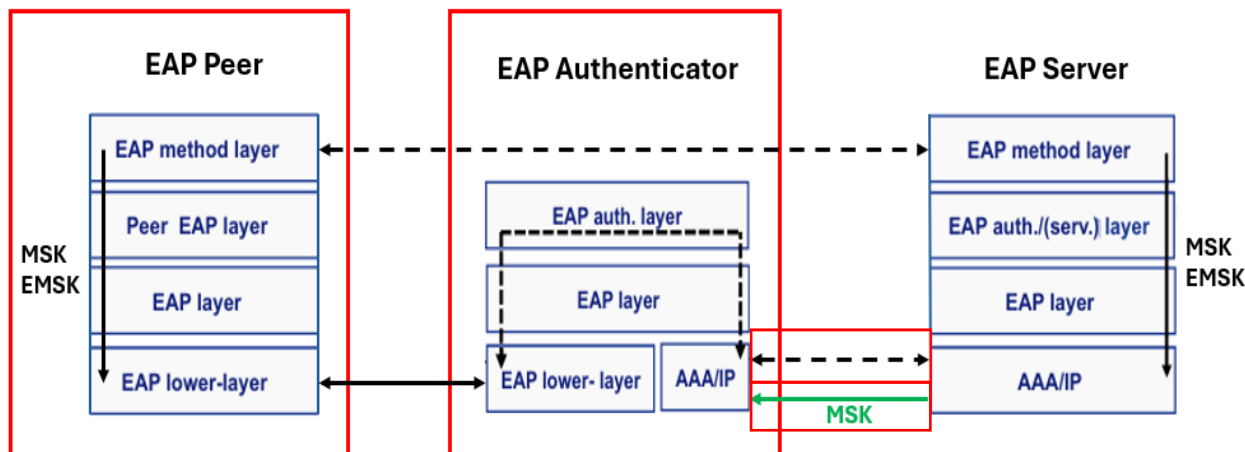 EAP Peer
EAP Authenticator
EAP Server
EAP method layer
EAP method layer
Peer EAP layer
EAP auth. layer
EAP auth./(serv.) layer
MSK
EMSK
MSK
EMSK
EAP layer
EAP layer
EAP layer
EAP lower-layer
EAP lower- layer
AAA/IP
AAA/IP
MSK